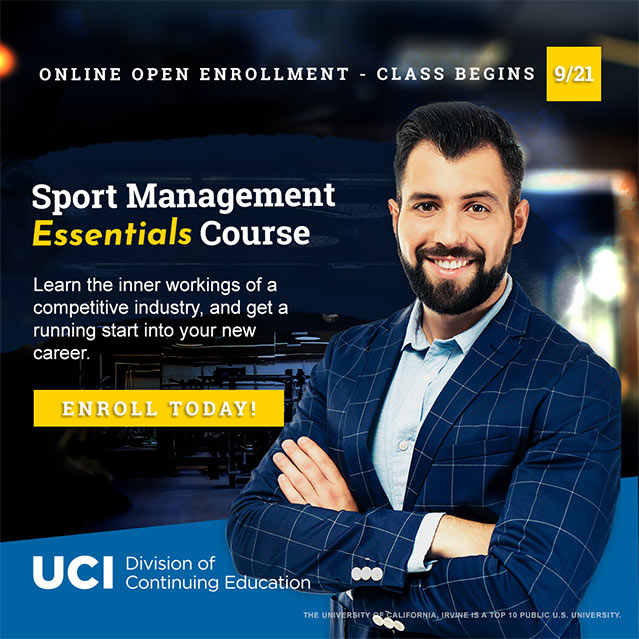 ONLINE OPEN ENROLLMENT - CLASS BEGINS 9/21
Sport Management
Essentials Course
Learn the inner workings of a
competitive industry, and get a
running start into your new
career.
ENROLL TODAY!
UCI Division of
Continuing Education
THE UNIVERSITY OF CALIFORNIA, IRVINE IS A TOP 10 PUBLIC U.S. UNIVERSITY.